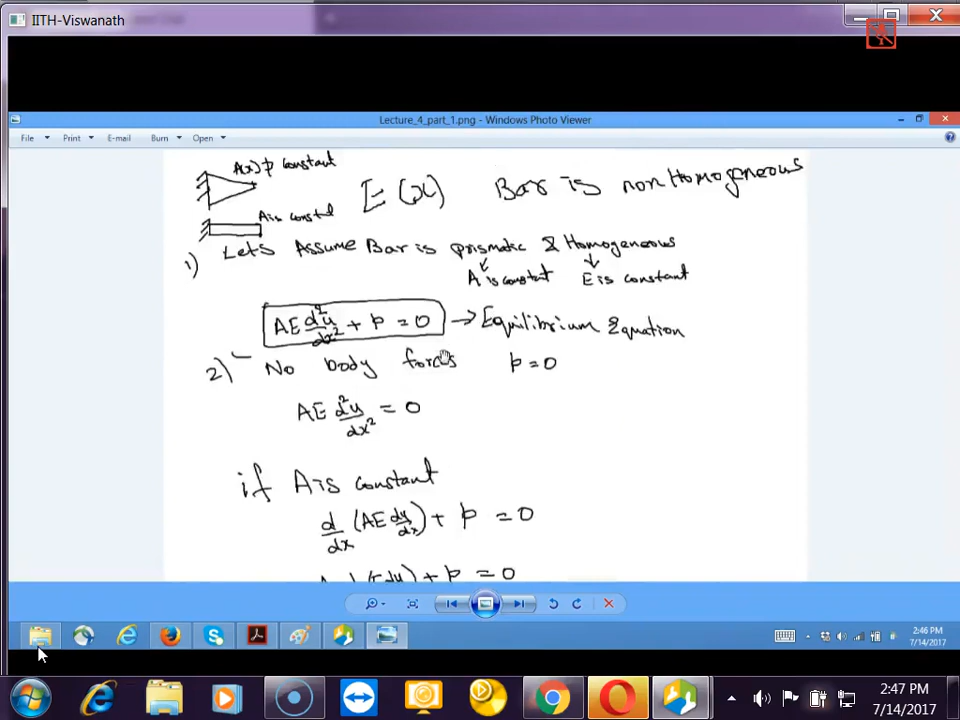 IITH-Viswanath
Lecture_4_part_1.png - Windows Photo Viewer
File Print E-mail Burn Open
A(x) p constant
E(x) Bar is nonHomogeneous
A is constd
1) Lets Assume Bar is prismatic & Homogeneous
A is constant E is constant
AE d²u/dx² + p = 0 → Equilibrium Equation
2) No body forces p = 0
AE d²u/dx² = 0
if A is constant
d/dx (AE du/dx) + p = 0
+ p = 0
2:46 PM
7/14/2017
2:47 PM
7/14/2017